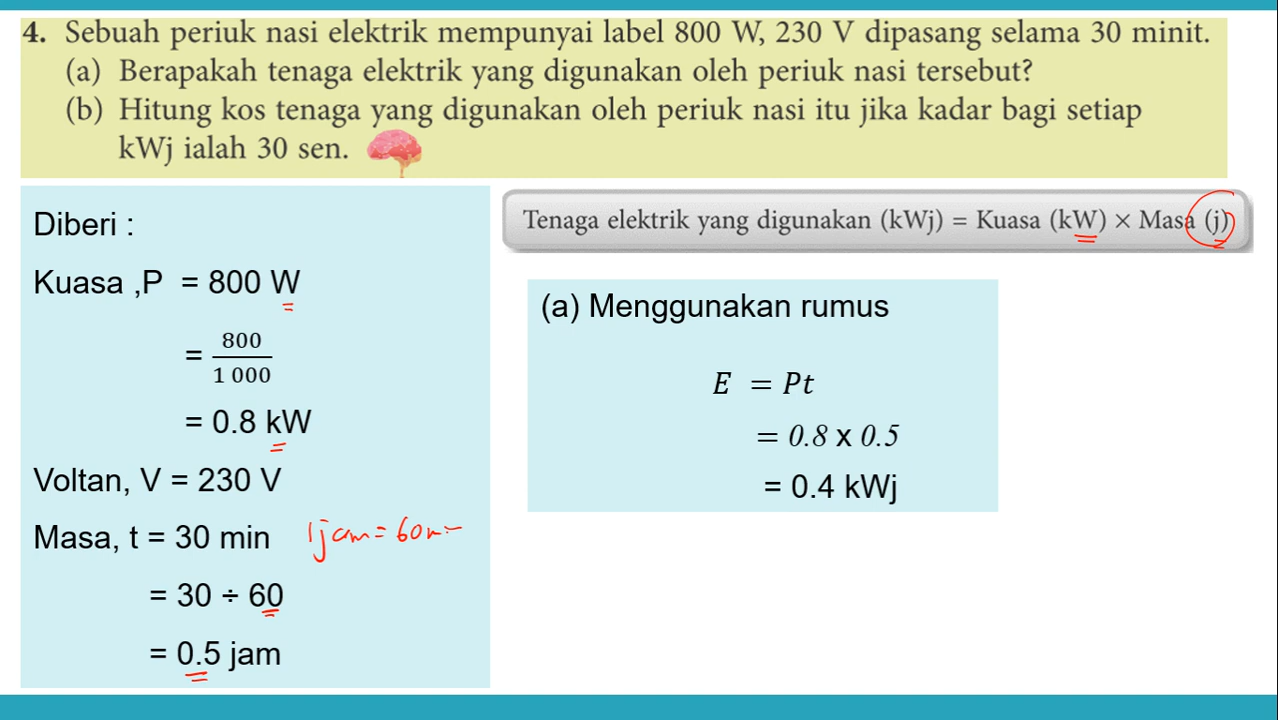 4. Sebuah periuk nasi elektrik mempunyai label 800 W, 230 V dipasang selama 30 minit.
(a) Berapakah tenaga elektrik yang digunakan oleh periuk nasi tersebut?
(b) Hitung kos tenaga yang digunakan oleh periuk nasi itu jika kadar bagi setiap
kWj ialah 30 sen.
Diberi :
Kuasa ,P = 800 W
= 800/1 000
= 0.8 kW
Voltan, V = 230 V
Masa, t = 30 min 1 jam = 60
= 30 ÷ 60
= 0.5 jam
Tenaga elektrik yang digunakan (kWj) = Kuasa (kW) × Masa (j)
(a) Menggunakan rumus
E = Pt
= 0.8 x 0.5
= 0.4 kWj